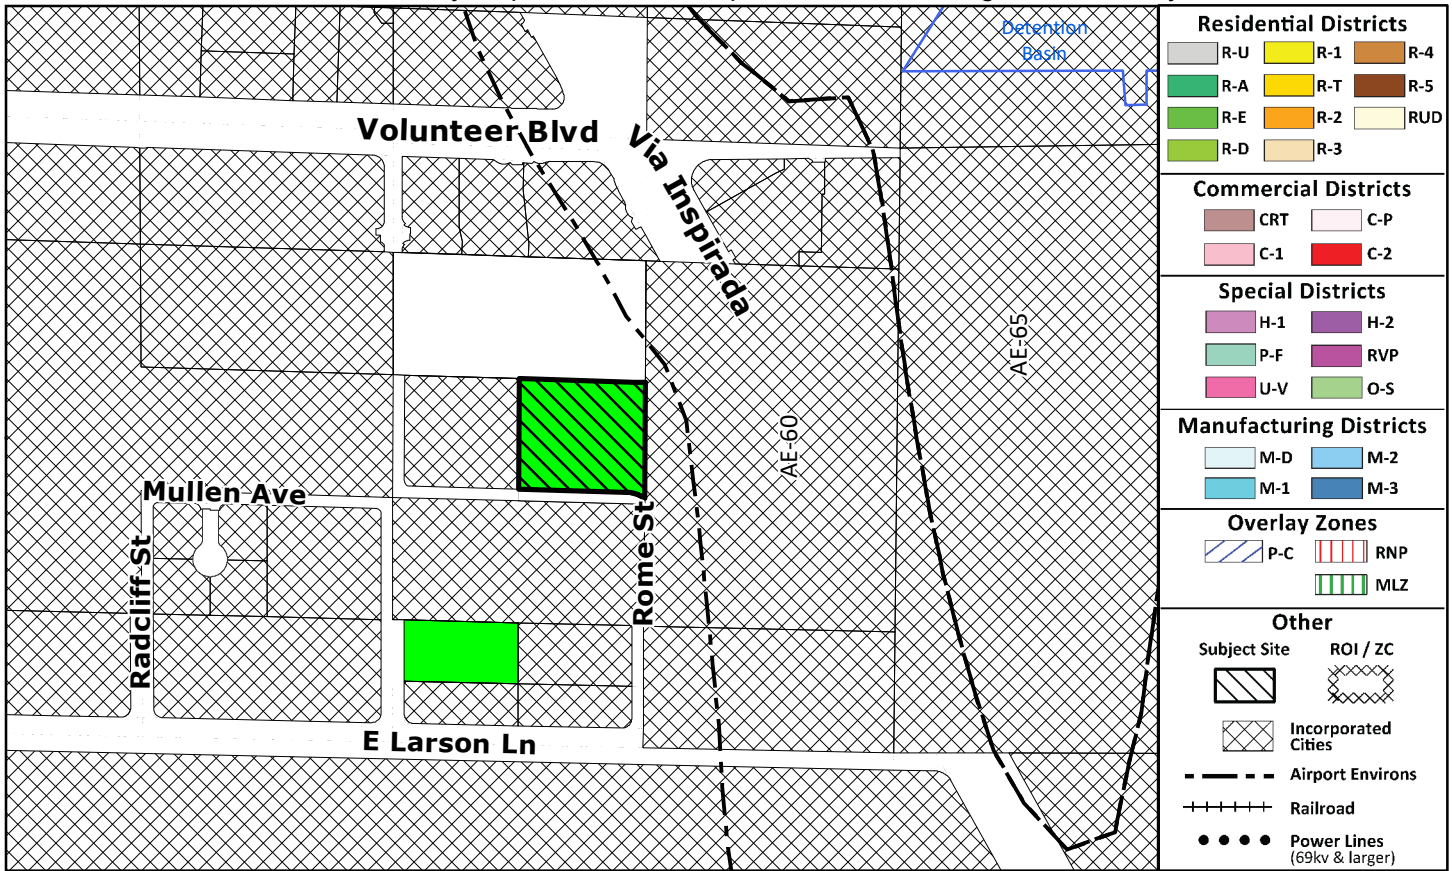 Detention
Basin
Volunteer Blvd
Via Inspirada
AE-65
AE-60
Mullen Ave
Radcliff St
Rome St
E Larson Ln
Residential Districts
R-U
R-1
R-4
R-A
R-T
R-5
R-E
R-2
RUD
R-D
R-3
Commercial Districts
CRT
C-P
C-1
C-2
Special Districts
H-1
H-2
P-F
RVP
U-V
O-S
Manufacturing Districts
M-D
M-2
M-1
M-3
Overlay Zones
P-C
RNP
MLZ
Other
Subject Site
ROI / ZC
Incorporated
Cities
Airport Environs
Railroad
Power Lines
(69kv & larger)